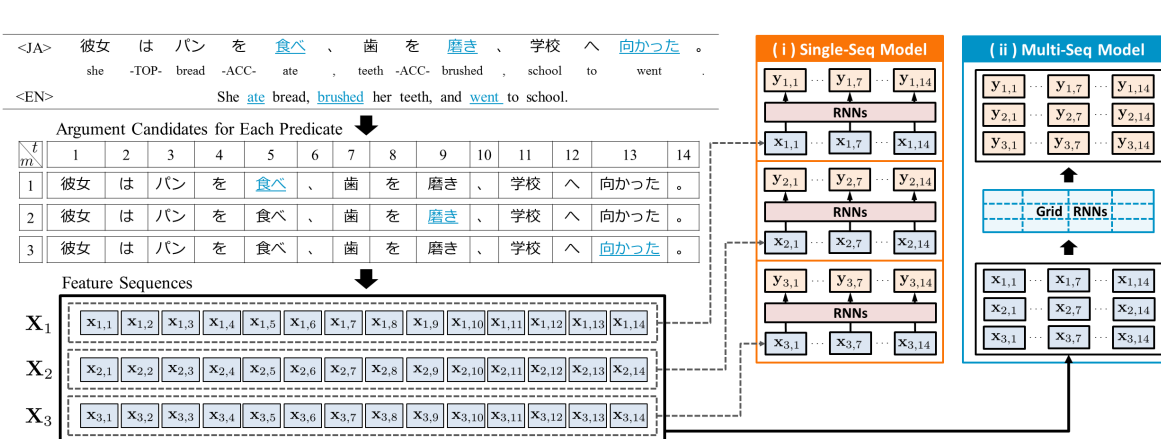 <JA> 彼女 は パン を 食べ 、 歯 を 磨き 、 学校 へ 向かった 。
she -TOP- bread -ACC- ate , teeth -ACC- brushed , school to went .
<EN> She ate bread, brushed her teeth, and went to school.
Argument Candidates for Each Predicate
m t 1 2 3 4 5 6 7 8 9 10 11 12 13 14
1 彼女 は パン を 食べ 、 歯 を 磨き 、 学校 へ 向かった 。
2 彼女 は パン を 食べ 、 歯 を 磨き 、 学校 へ 向かった 。
3 彼女 は パン を 食べ 、 歯 を 磨き 、 学校 へ 向かった 。
Feature Sequences
X1 x1,1 x1,2 x1,3 x1,4 x1,5 x1,6 x1,7 x1,8 x1,9 x1,10 x1,11 x1,12 x1,13 x1,14
X2 x2,1 x2,2 x2,3 x2,4 x2,5 x2,6 x2,7 x2,8 x2,9 x2,10 x2,11 x2,12 x2,13 x2,14
X3 x3,1 x3,2 x3,3 x3,4 x3,5 x3,6 x3,7 x3,8 x3,9 x3,10 x3,11 x3,12 x3,13 x3,14
( i ) Single-Seq Model
y1,1 ... y1,7 ... y1,14
RNNs
x1,1 ... x1,7 ... x1,14
y2,1 ... y2,7 ... y2,14
RNNs
x2,1 ... x2,7 ... x2,14
y3,1 ... y3,7 ... y3,14
RNNs
x3,1 ... x3,7 ... x3,14
( ii ) Multi-Seq Model
y1,1 ... y1,7 ... y1,14
y2,1 ... y2,7 ... y2,14
y3,1 ... y3,7 ... y3,14
Grid RNNs
x1,1 ... x1,7 ... x1,14
x2,1 ... x2,7 ... x2,14
x3,1 ... x3,7 ... x3,14